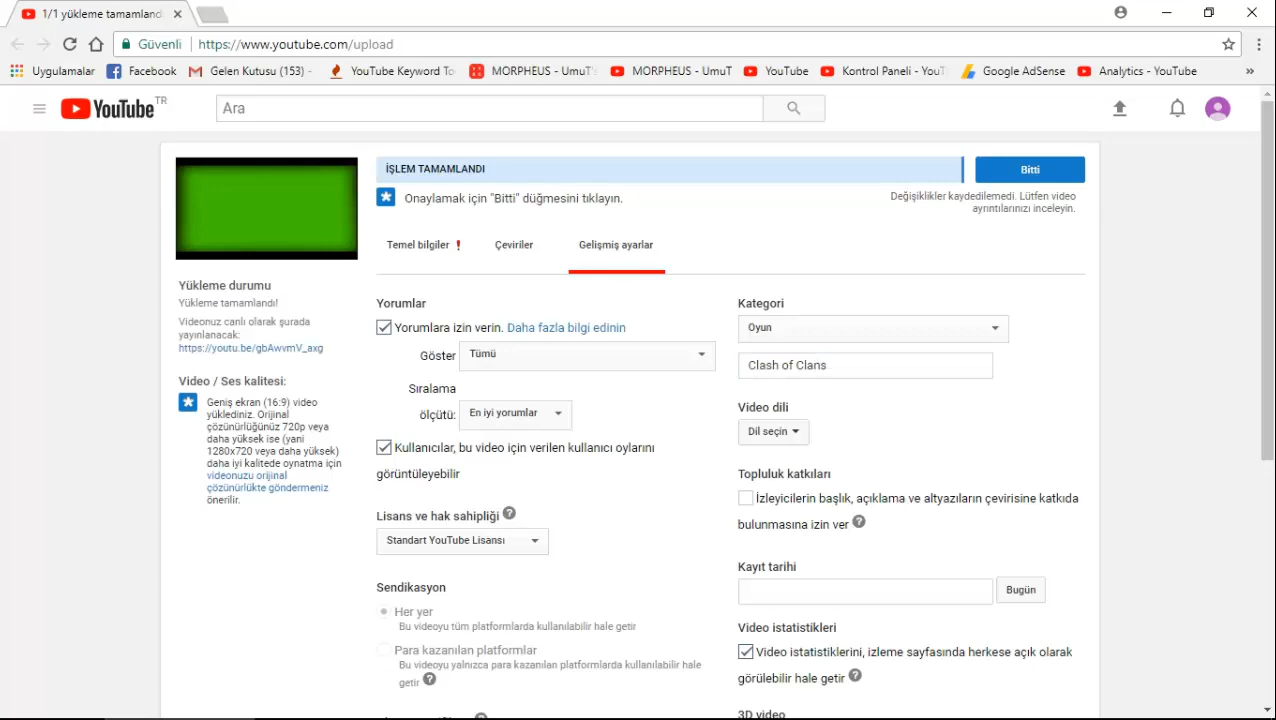 1/1 yükleme tamamland
Güvenli
https://www.youtube.com/upload
Uygulamalar
Facebook
Gelen Kutusu (153) -
YouTube Keyword To
MORPHEUS - UmuT'
MORPHEUS - UmuT
YouTube
Kontrol Paneli - YouT
Google AdSense
Analytics - YouTube
»
YouTube TR
Ara
İŞLEM TAMAMLANDI
Bitti
Onaylamak için "Bitti" düğmesini tıklayın.
Değişiklikler kaydedilemedi. Lütfen video
ayrıntılarınızı inceleyin.
Temel bilgiler
Çeviriler
Gelişmiş ayarlar
Yükleme durumu
Yükleme tamamlandı!
Videonuz canlı olarak şurada
yayınlanacak:
https://youtu.be/gbAwvmV_axg
Video / Ses kalitesi:
Geniş ekran (16:9) video
yüklediniz. Orijinal
çözünürlüğünüz 720p veya
daha yüksek ise (yani
1280x720 veya daha yüksek)
daha iyi kalitede oynatma için
videonuzu orijinal
çözünürlükte göndermeniz
önerilir.
Yorumlar
Yorumlara izin verin. Daha fazla bilgi edinin
Göster
Tümü
Sıralama
ölçütü:
En iyi yorumlar
Kullanıcılar, bu video için verilen kullanıcı oylarını
görüntüleyebilir
Lisans ve hak sahipliği ?
Standart YouTube Lisansı
Sendikasyon
Her yer
Bu videoyu tüm platformlarda kullanılabilir hale getir
Para kazanılan platformlar
Bu videoyu yalnızca para kazanılan platformlarda kullanılabilir hale
getir ?
Kategori
Oyun
Clash of Clans
Video dili
Dil seçin
Topluluk katkıları
İzleyicilerin başlık, açıklama ve altyazıların çevirisine katkıda
bulunmasına izin ver ?
Kayıt tarihi
Bugün
Video istatistikleri
Video istatistiklerini, izleme sayfasında herkese açık olarak
görülebilir hale getir ?
3D video